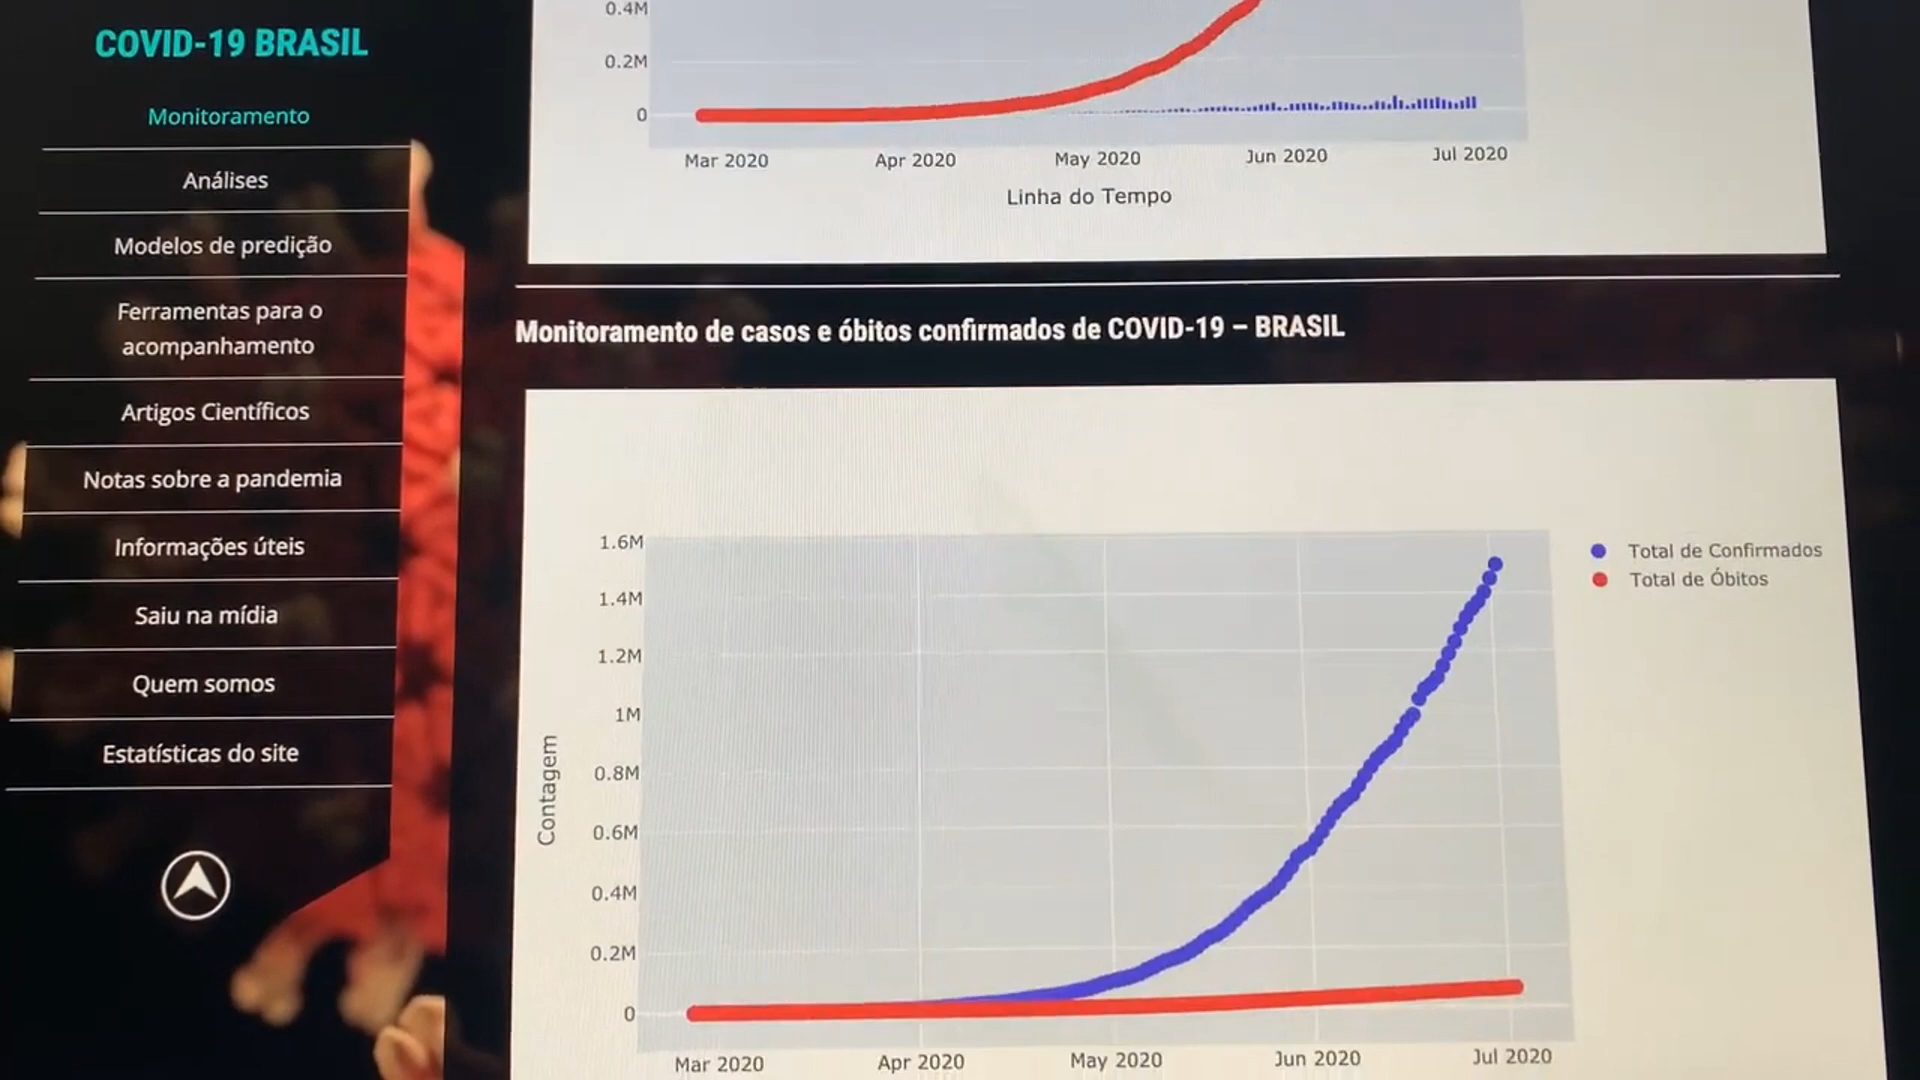 COVID-19 BRASIL
Monitoramento
Análises
Modelos de predição
Ferramentas para o
acompanhamento
Artigos Científicos
Notas sobre a pandemia
Informações úteis
Saiu na mídia
Quem somos
Estatísticas do site
0.4M
0.2M
0
Mar 2020 Apr 2020 May 2020 Jun 2020 Jul 2020
Linha do Tempo
Monitoramento de casos e óbitos confirmados de COVID-19 – BRASIL
1.6M
1.4M
1.2M
1M
0.8M
0.6M
0.4M
0.2M
0
Contagem
Mar 2020 Apr 2020 May 2020 Jun 2020 Jul 2020
Total de Confirmados
Total de Óbitos